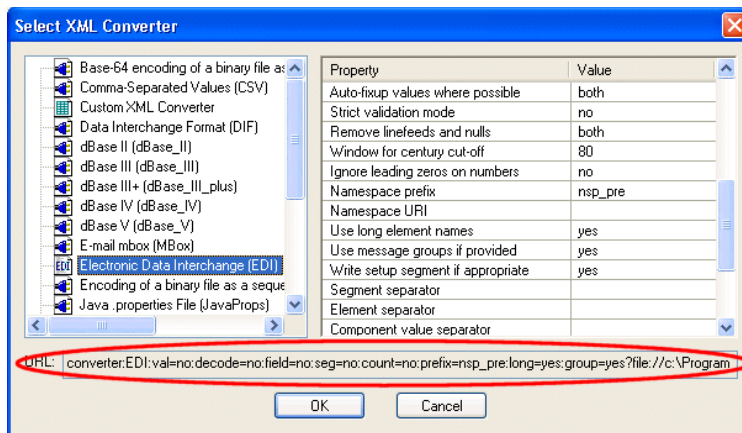 Select XML Converter
Base-64 encoding of a binary file as
Comma-Separated Values (CSV)
Custom XML Converter
Data Interchange Format (DIF)
dBase II (dBase_II)
dBase III (dBase_III)
dBase III+ (dBase_III_plus)
dBase IV (dBase_IV)
dBase V (dBase_V)
E-mail mbox (MBox)
EDI Electronic Data Interchange (EDI)
Encoding of a binary file as a seque
Java .properties File (JavaProps)
Property Value
Auto-fixup values where possible both
Strict validation mode no
Remove linefeeds and nulls both
Window for century cut-off 80
Ignore leading zeros on numbers no
Namespace prefix nsp_pre
Namespace URI
Use long element names yes
Use message groups if provided yes
Write setup segment if appropriate yes
Segment separator
Element separator
Component value separator
URL: converter:EDI:val=no:decode=no:field=no:seg=no:count=no:prefix=nsp_pre:long=yes:group=yes?file://c:\Program
OK Cancel